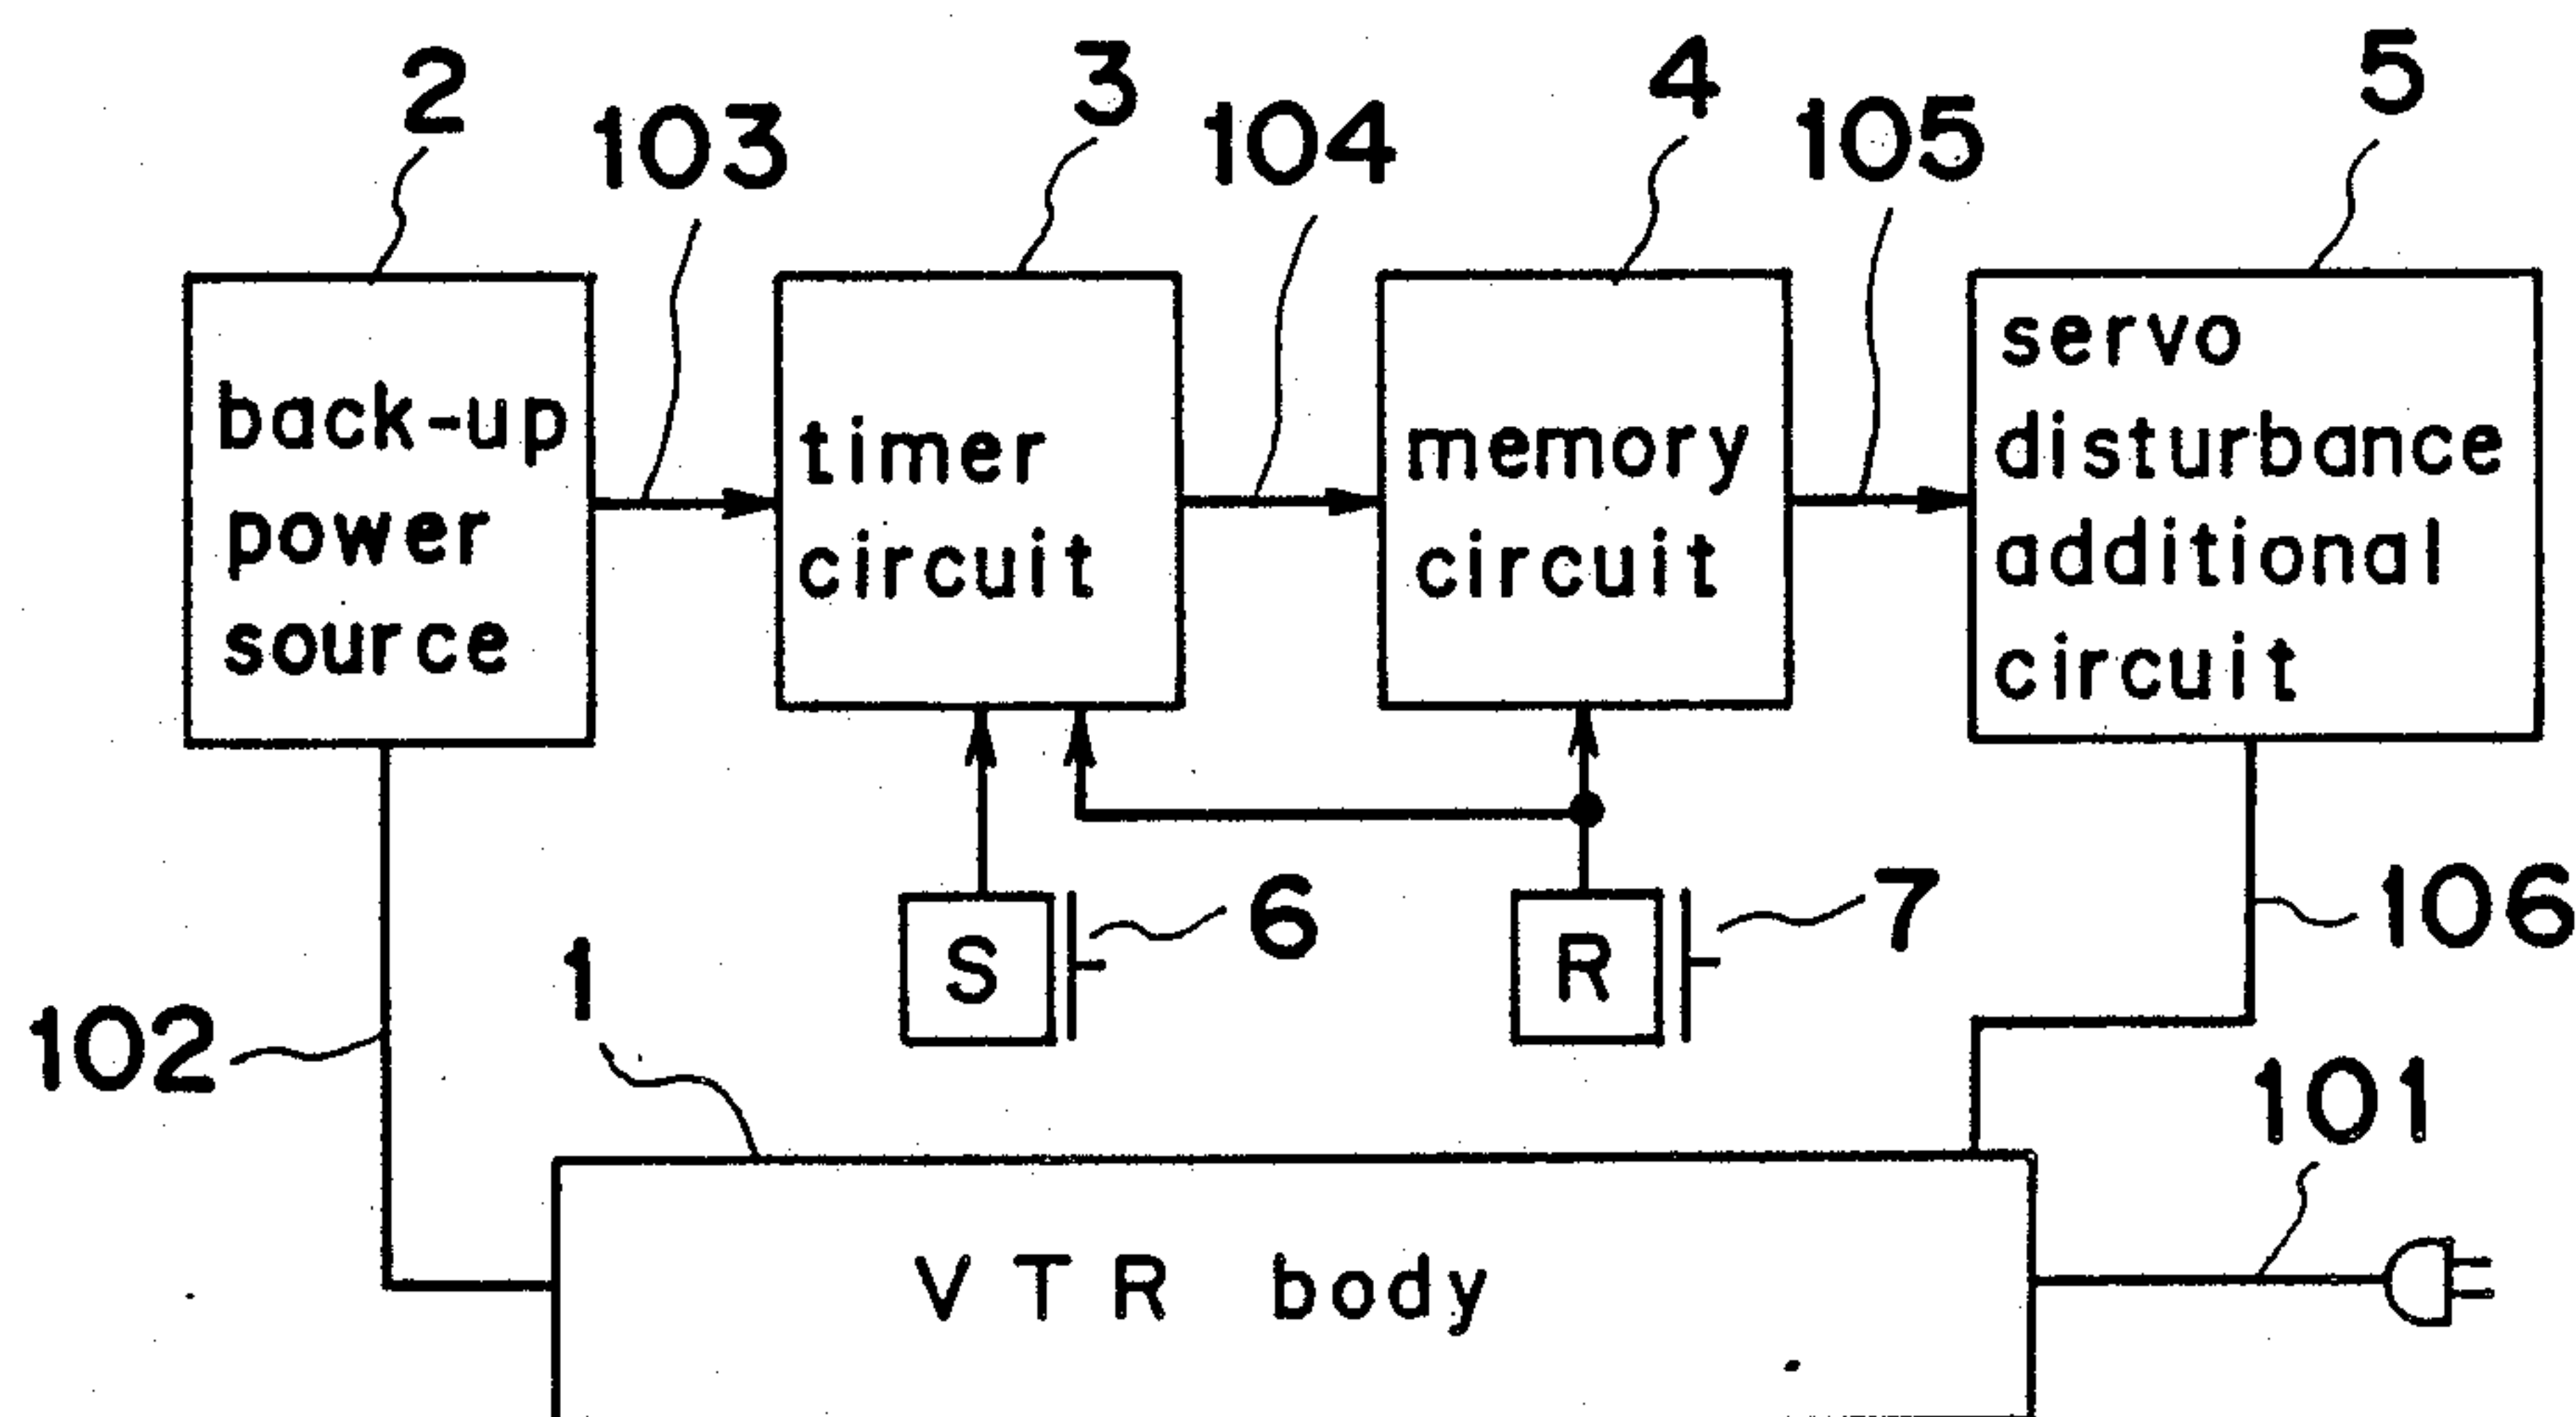 2
103
3
104
4
105
5
back-up
power
source
timer
circuit
memory
circuit
servo
disturbance
additional
circuit
102
1
S
6
R
7
106
101
VTR body